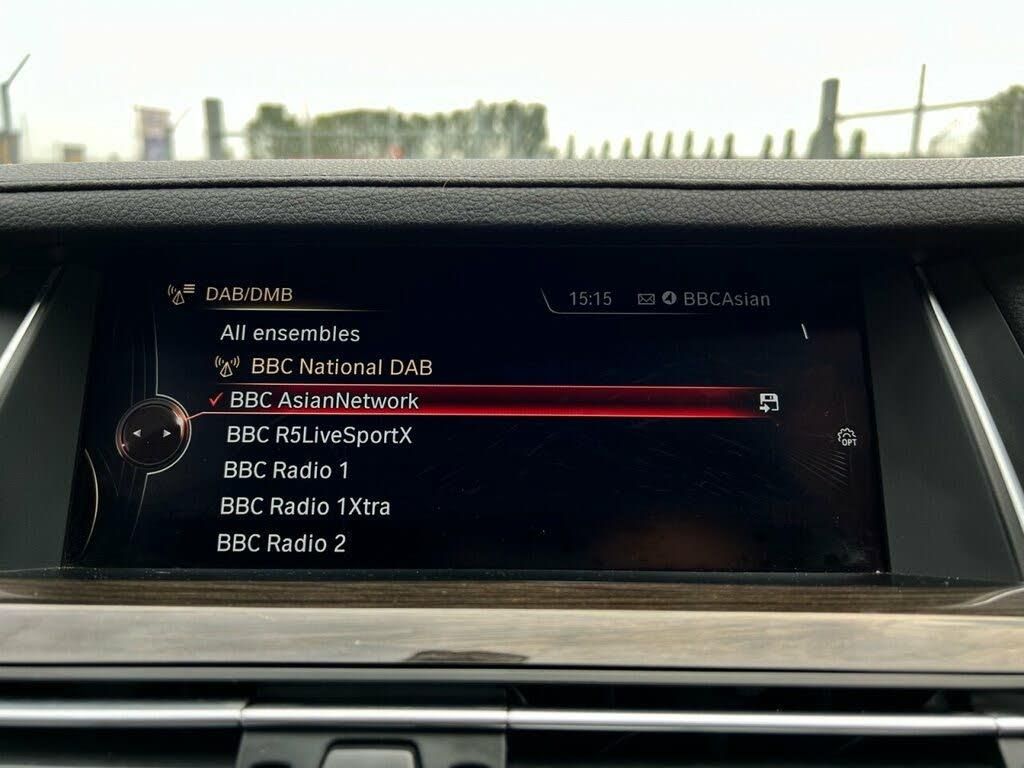 DAB/DMB
15:15 BBCAsian
All ensembles
BBC National DAB
BBC AsianNetwork
BBC R5LiveSportX
OPT
BBC Radio 1
BBC Radio 1Xtra
BBC Radio 2